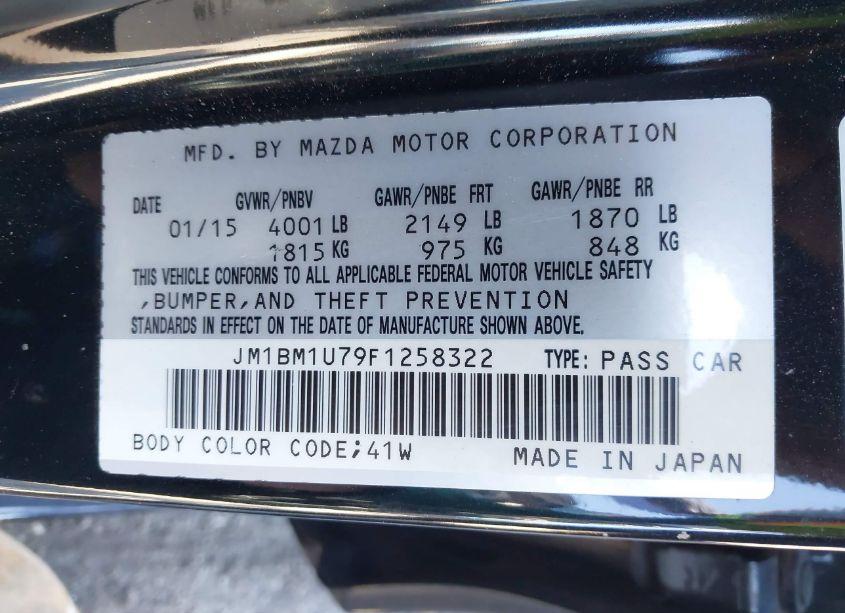 MFD. BY MAZDA MOTOR CORPORATION
DATE GVWR/PNBV GAWR/PNBE FRT GAWR/PNBE RR
01/15 4001 LB 2149 LB 1870 LB
1815 KG 975 KG 848 KG
THIS VEHICLE CONFORMS TO ALL APPLICABLE FEDERAL MOTOR VEHICLE SAFETY
,BUMPER,AND THEFT PREVENTION
STANDARDS IN EFFECT ON THE DATE OF MANUFACTURE SHOWN ABOVE.
JM1BM1U79F1258322 TYPE: PASS CAR
BODY COLOR CODE;41W MADE IN JAPAN